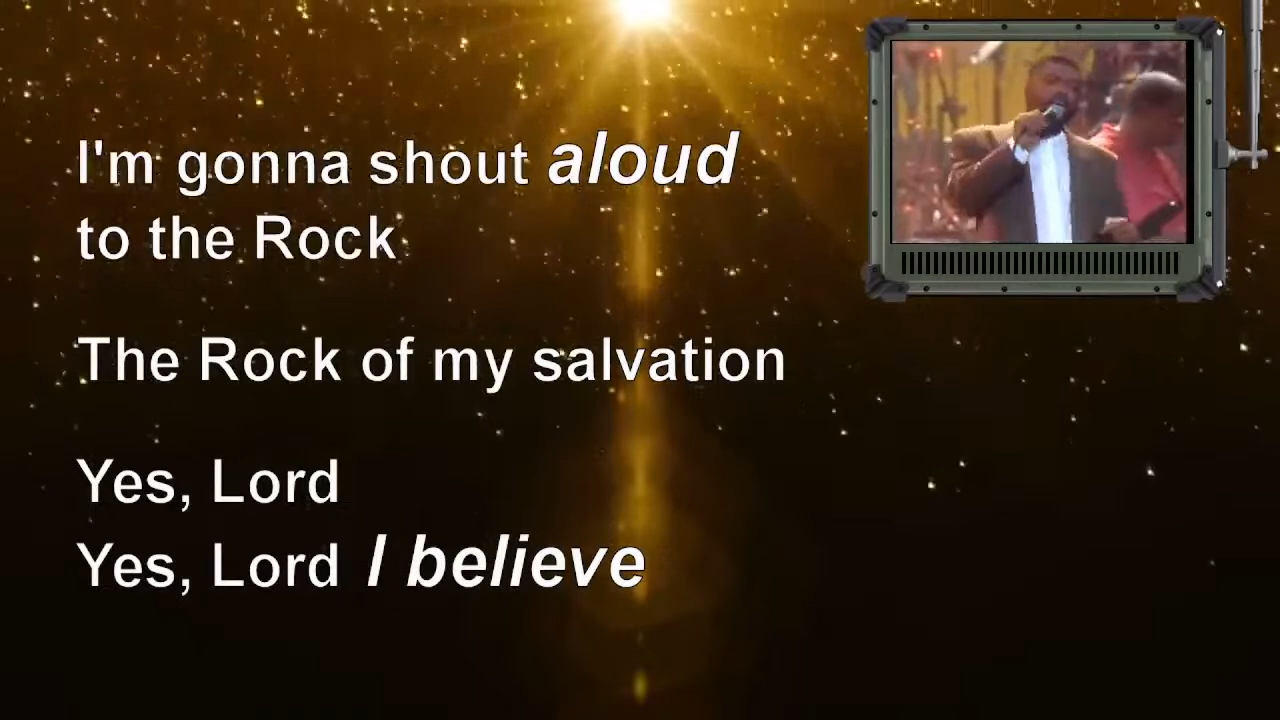 I'm gonna shout aloud
to the Rock
The Rock of my salvation
Yes, Lord
Yes, Lord I believe